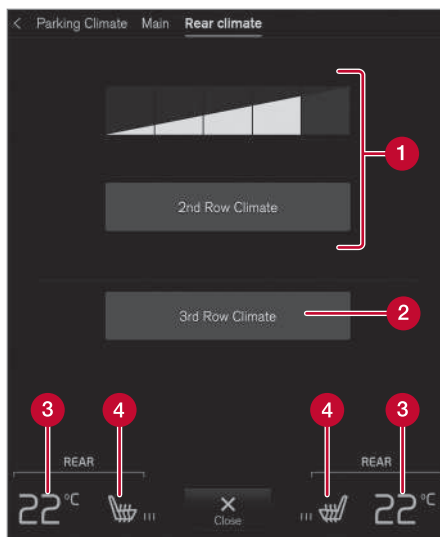 < Parking Climate Main Rear climate
1
2nd Row Climate
3rd Row Climate
2
3 4 4 3
REAR REAR
22°C 22°C
Close